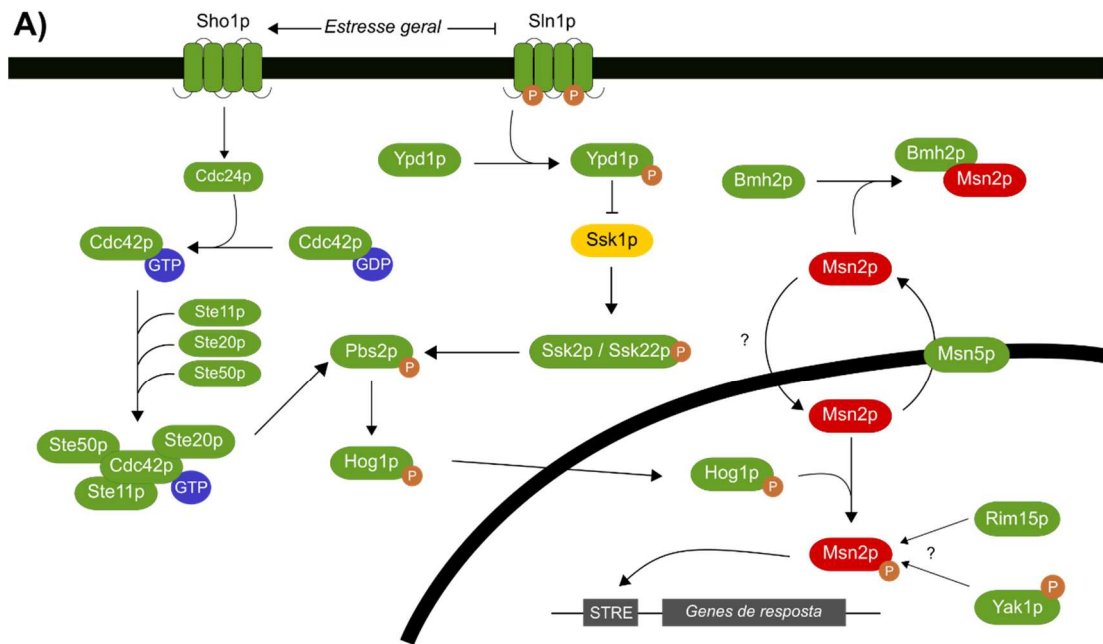 A)
Sho1p
Estresse geral
Sln1p
P
P
Ypd1p
Ypd1p
P
Cdc24p
Bmh2p
Bmh2p
Msn2p
Cdc42p
GTP
Cdc42p
GDP
Ssk1p
Msn2p
Ste11p
Ste20p
Ste50p
?
Pbs2p
P
Ssk2p / Ssk22p
P
Msn5p
Msn2p
Ste50p
Ste20p
Cdc42p
Ste11p
GTP
Hog1p
P
Hog1p
P
Rim15p
Msn2p
P
?
P
Yak1p
STRE
Genes de resposta